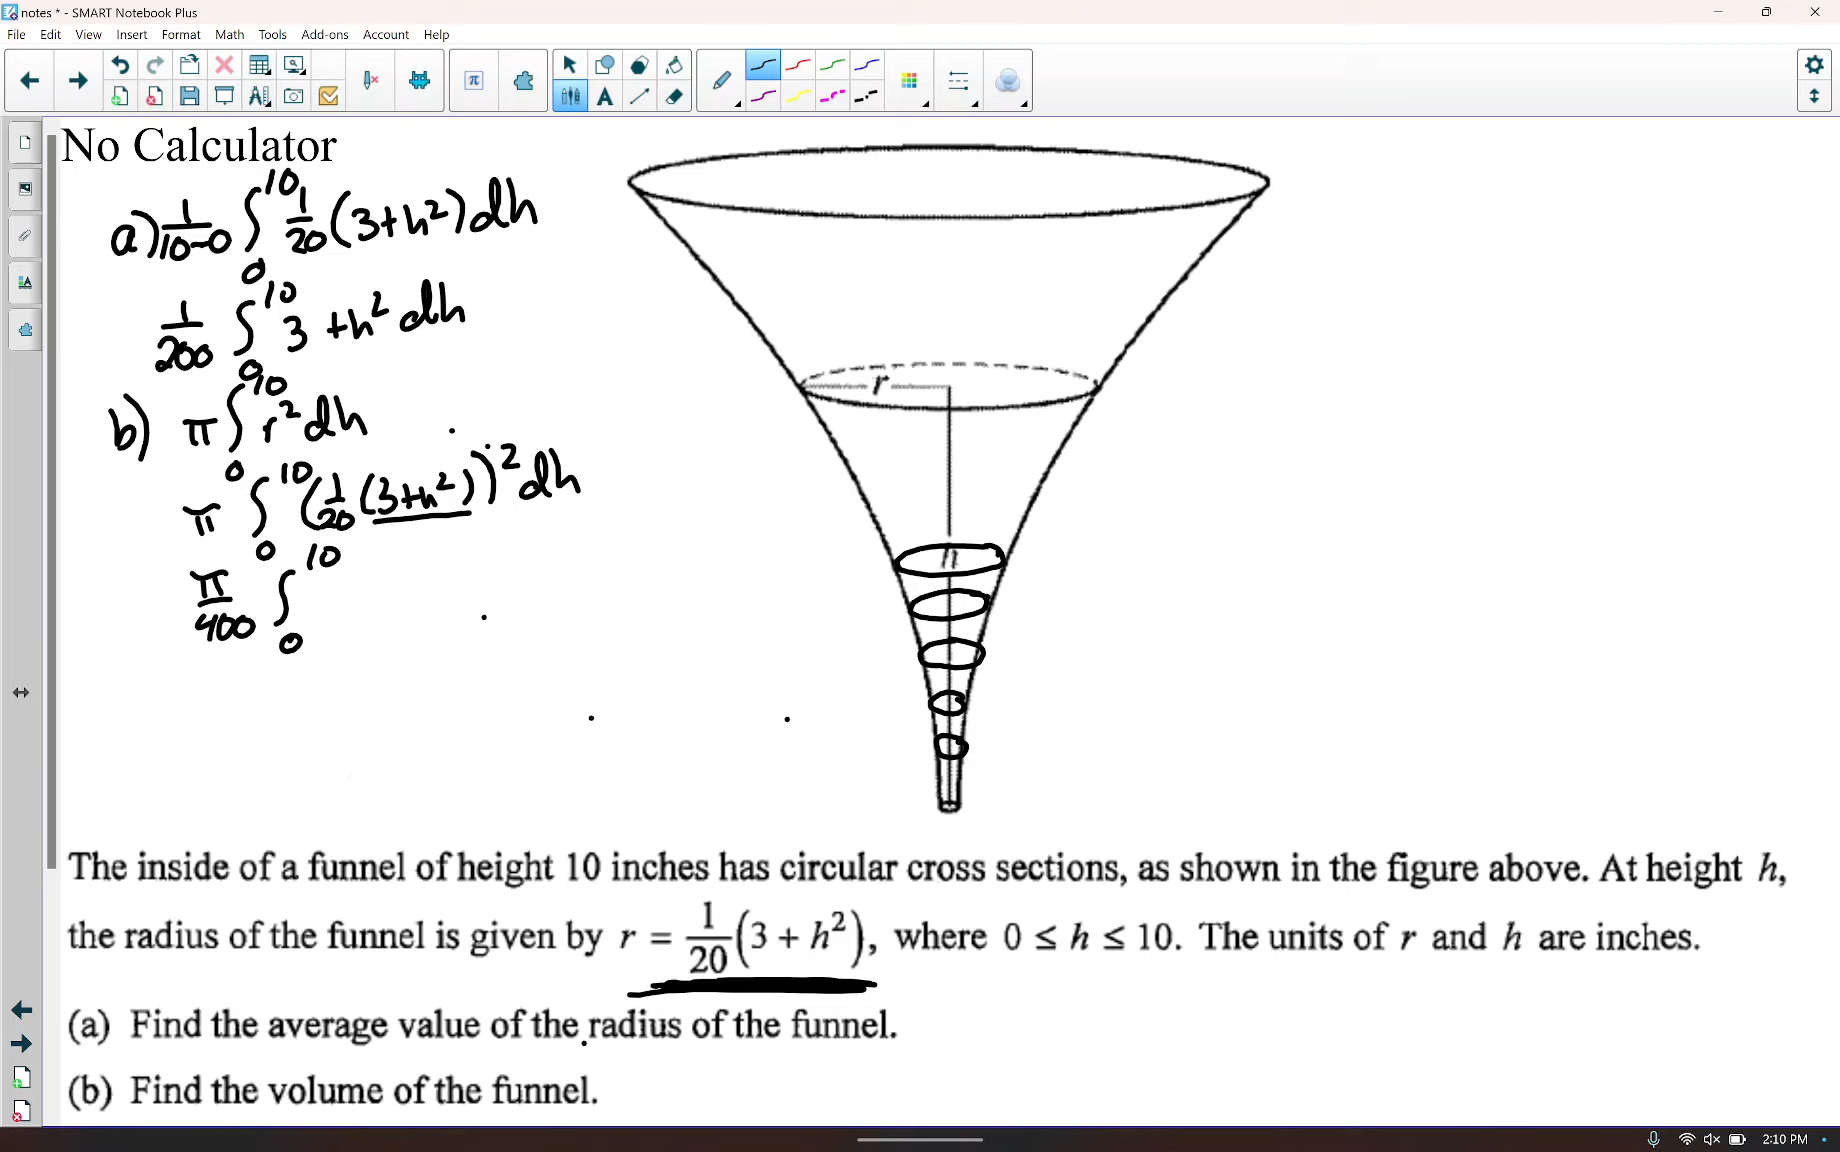 notes * - SMART Notebook Plus
File Edit View Insert Format Math Tools Add-ons Account Help
No Calculator
a) 1/(10-0) ∫₀¹⁰ 1/20 (3+h²) dh
1/200 ∫₀¹⁰ 3 + h² dh
b) π ∫₀¹⁰ r² dh
π ∫₀¹⁰ (1/20 (3+h²))² dh
π/400 ∫₀¹⁰
r
h
The inside of a funnel of height 10 inches has circular cross sections, as shown in the figure above. At height h,
the radius of the funnel is given by r = 1/20 (3 + h²), where 0 ≤ h ≤ 10. The units of r and h are inches.
(a) Find the average value of the radius of the funnel.
(b) Find the volume of the funnel.
2:10 PM